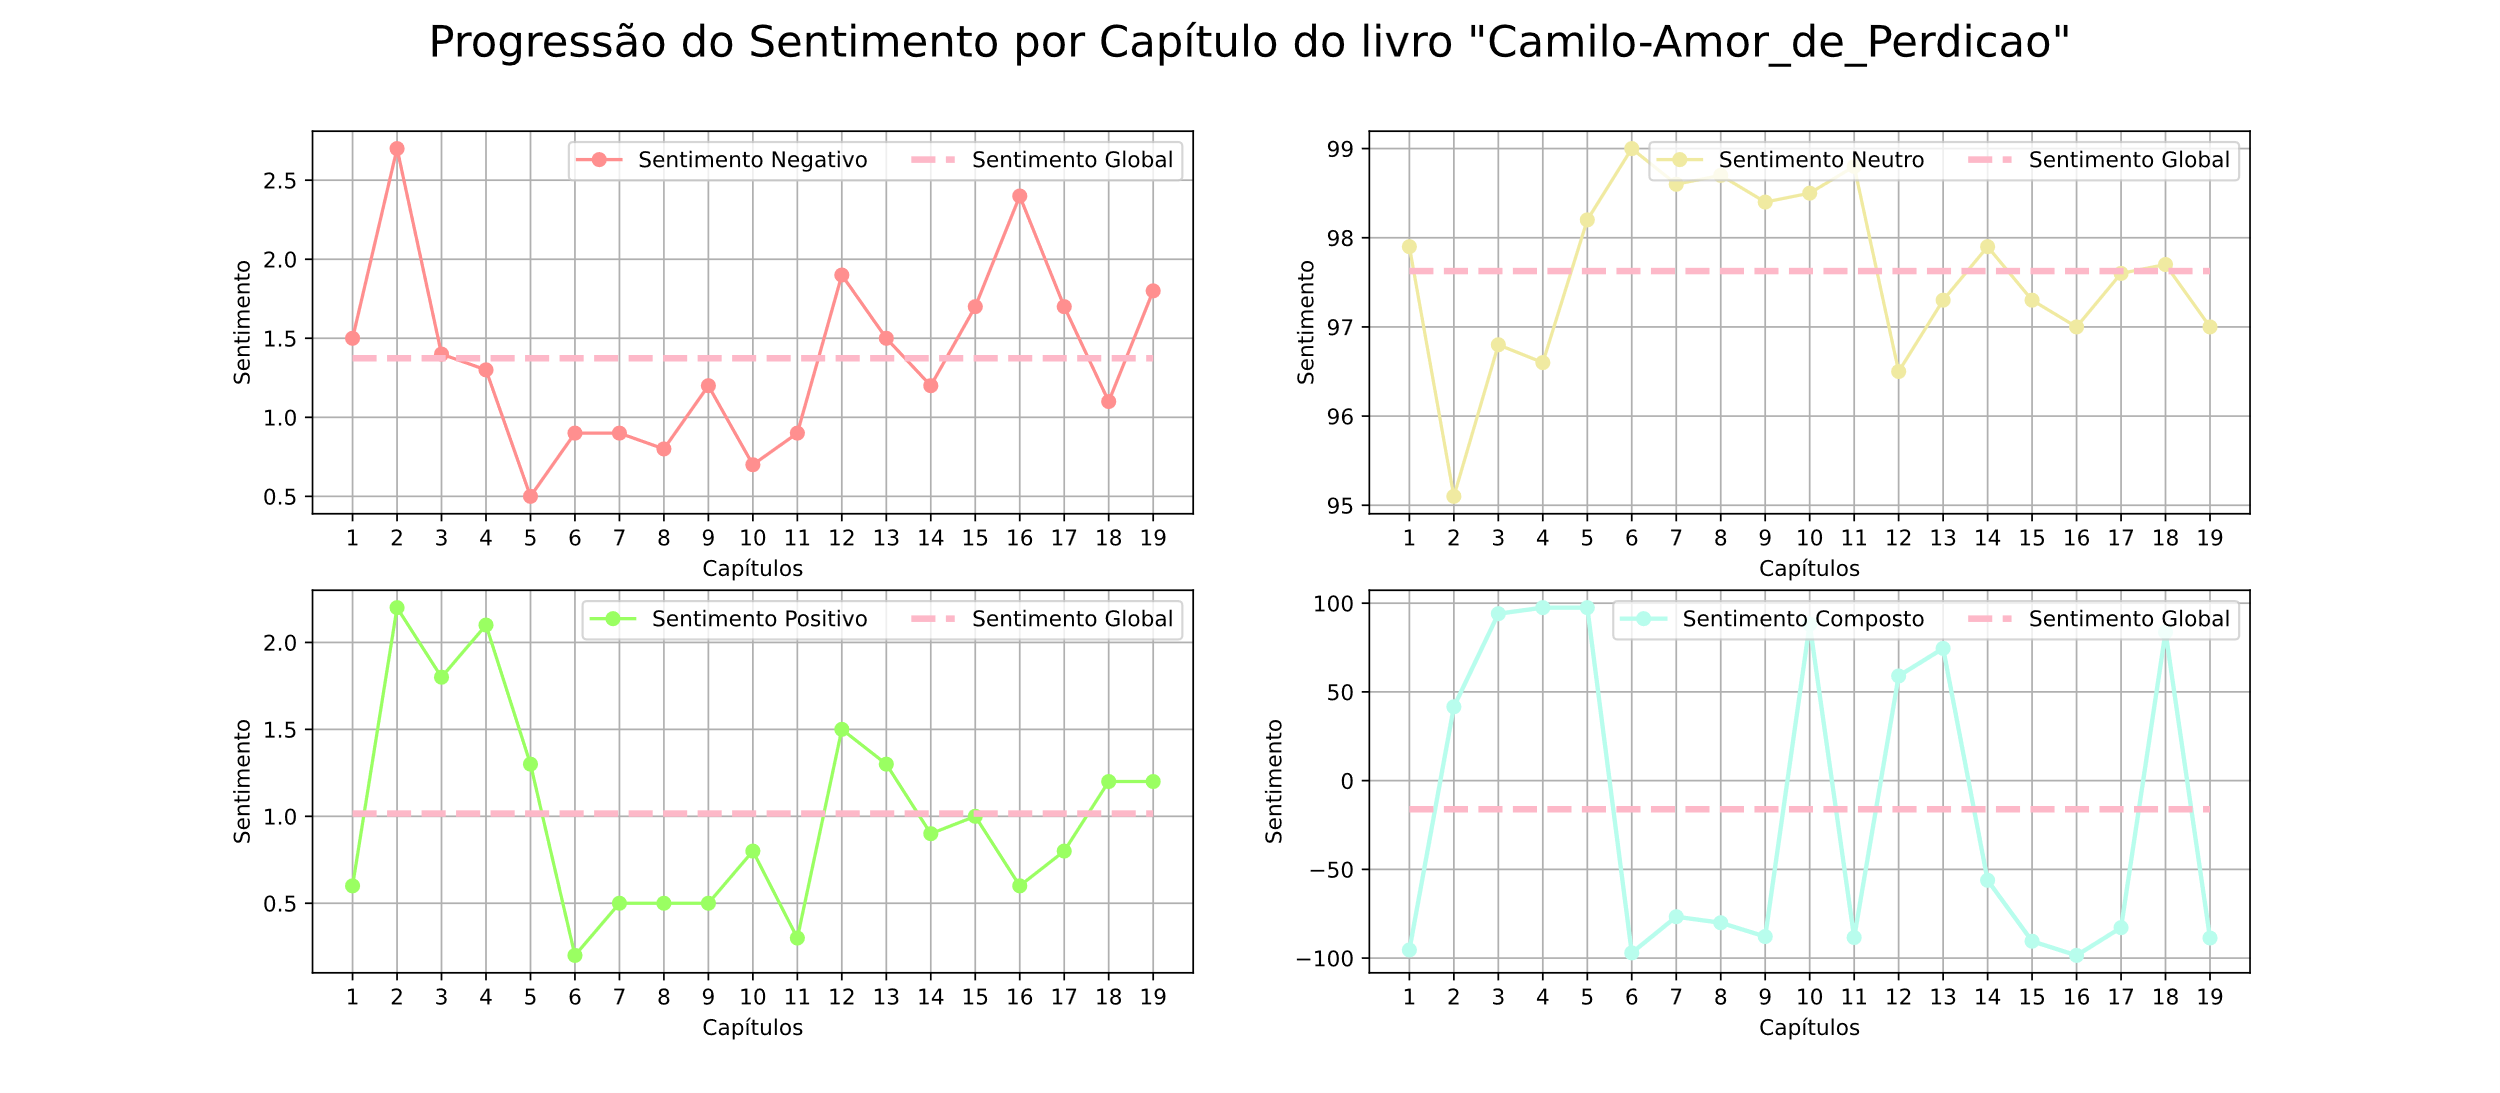 Progressão do Sentimento por Capítulo do livro "Camilo-Amor_de_Perdicao"
Sentimento Negativo Sentimento Global
2.5
2.0
1.5
1.0
0.5
Sentimento
1 2 3 4 5 6 7 8 9 10 11 12 13 14 15 16 17 18 19
Capítulos
Sentimento Neutro Sentimento Global
99
98
97
96
95
Sentimento
1 2 3 4 5 6 7 8 9 10 11 12 13 14 15 16 17 18 19
Capítulos
Sentimento Positivo Sentimento Global
2.0
1.5
1.0
0.5
Sentimento
1 2 3 4 5 6 7 8 9 10 11 12 13 14 15 16 17 18 19
Capítulos
Sentimento Composto Sentimento Global
100
50
0
−50
−100
Sentimento
1 2 3 4 5 6 7 8 9 10 11 12 13 14 15 16 17 18 19
Capítulos